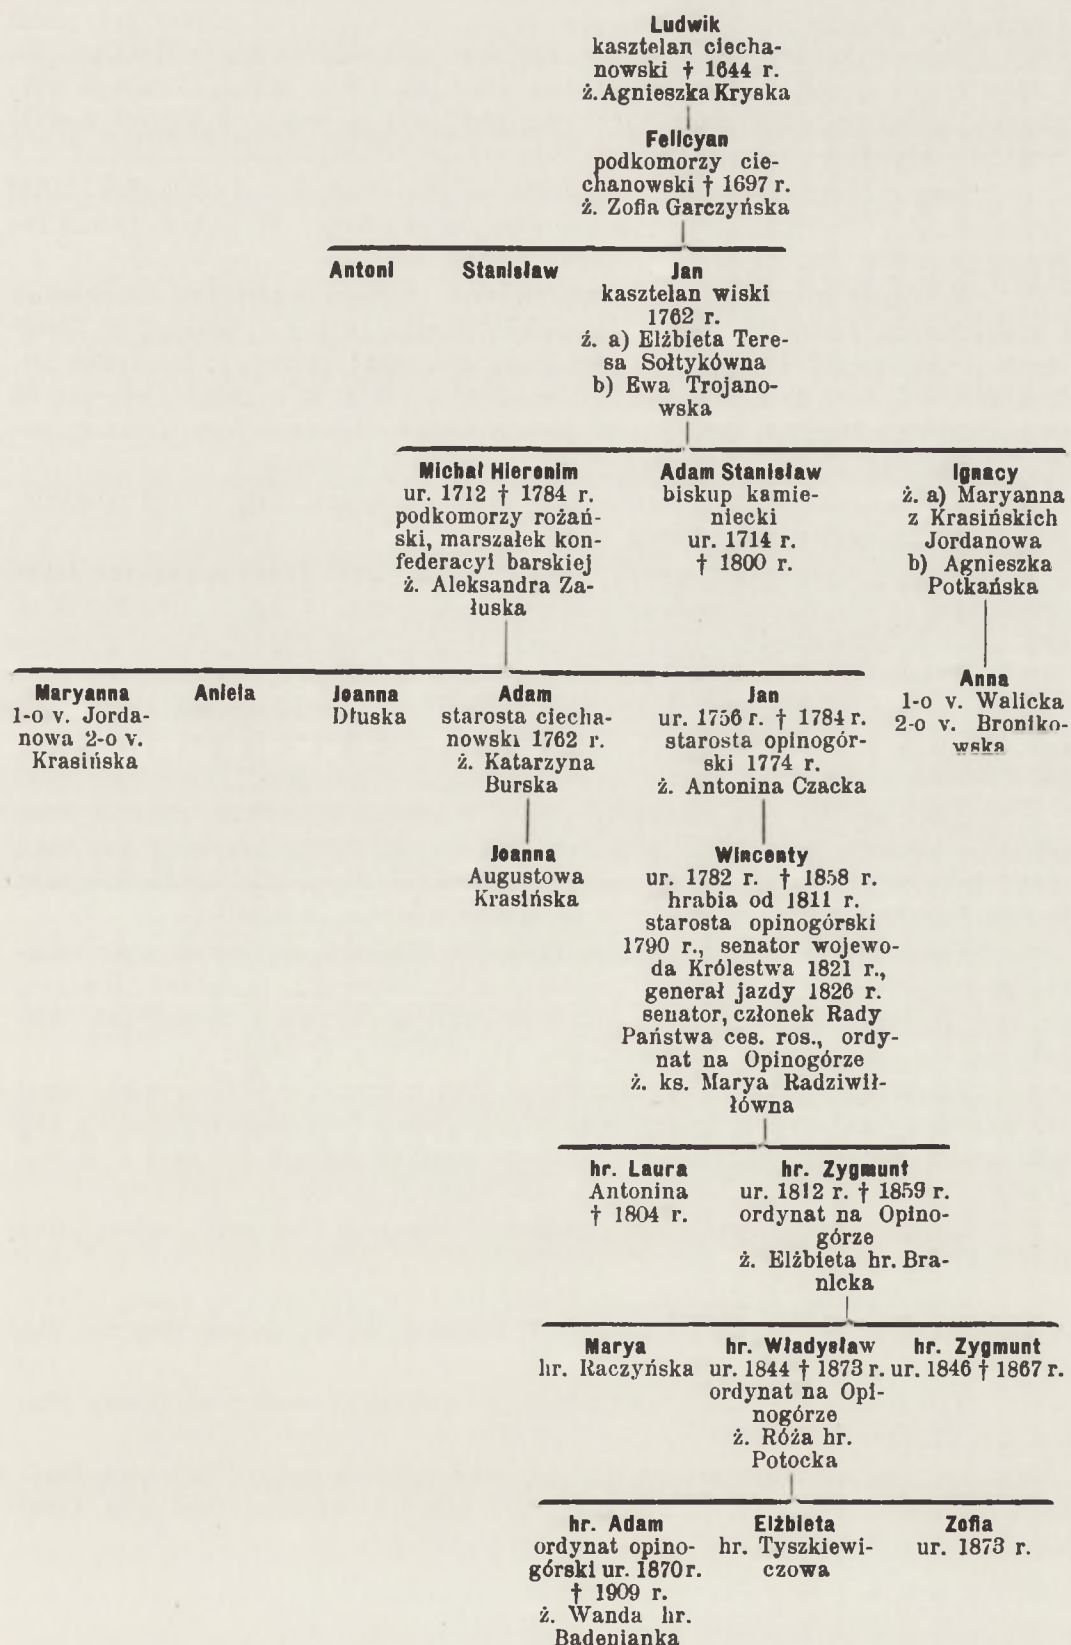 Ludwik
kasztelan ciecha-
nowski † 1644 r.
ż. Agnieszka Kryska
Felicyan
podkomorzy cie-
chanowski † 1697 r.
ż. Zofia Garczyńska
Antoni
Stanisław
Jan
kasztelan wiski
1762 r.
ź. a) Elżbieta Tere-
sa Sołtykówna
b) Ewa Trojano-
wska
Michał Hieronim
ur. 1712 † 1784 r.
podkomorzy rożań-
ski, marszałek kon-
federacyi barskiej
ż. Aleksandra Za-
łuska
Adam Stanisław
biskup kamie-
niecki
ur. 1714 r.
† 1800 r.
Ignacy
ż. a) Maryanna
z Krasińskich
Jordanowa
b) Agnieszka
Potkańska
Maryanna
1-o v. Jorda-
nowa 2-o v.
Krasińska
Aniela
Joanna
Dłuska
Adam
starosta ciecha-
nowski 1762 r.
ż. Katarzyna
Burska
Jan
ur. 1756 r. † 1784 r.
starosta opinogór-
ski 1774 r.
ż. Antonina Czacka
Anna
1-o v. Walicka
2-o v. Broniko-
wska
Joanna
Augustowa
Krasińska
Wincenty
ur. 1782 r. † 1858 r.
hrabia od 1811 r.
starosta opinogórski
1790 r., senator wojewo-
da Królestwa 1821 r.,
generał jazdy 1826 r.
senator, członek Rady
Państwa ces. ros., ordy-
nat na Opinogórze
ż. ks. Marya Radziwił-
łówna
hr. Laura
Antonina
† 1804 r.
hr. Zygmunt
ur. 1812 r. † 1859 r.
ordynat na Opino-
górze
ż. Elżbieta hr. Bra-
nicka
Marya
hr. Raczyńska
hr. Władysław
ur. 1844 † 1873 r.
ordynat na Opi-
nogórze
ż. Róża hr.
Potocka
hr. Zygmunt
ur. 1846 † 1867 r.
hr. Adam
ordynat opino-
górski ur. 1870 r.
† 1909 r.
ż. Wanda hr.
Badenianka
Elżbieta
hr. Tyszkiewi-
czowa
Zofia
ur. 1873 r.